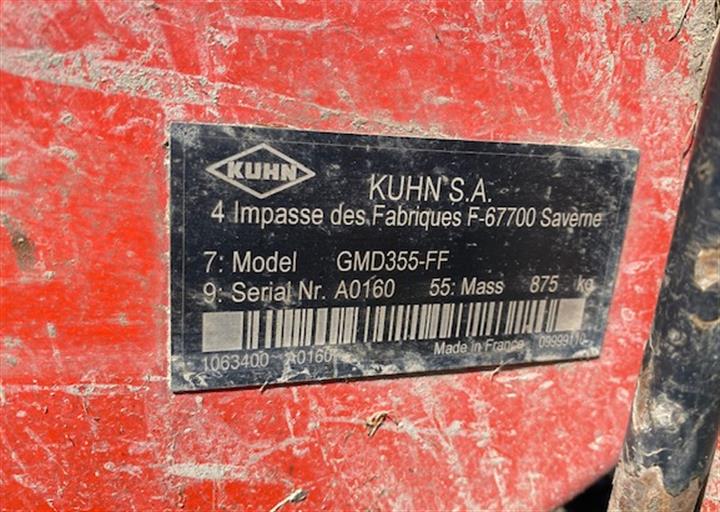 KUHN
KUHN S.A.
4 Impasse des Fabriques F-67700 Saverne
7: Model GMD355-FF
9: Serial Nr. A0160 55: Mass 875 kg
1063400 A0160 Made in France